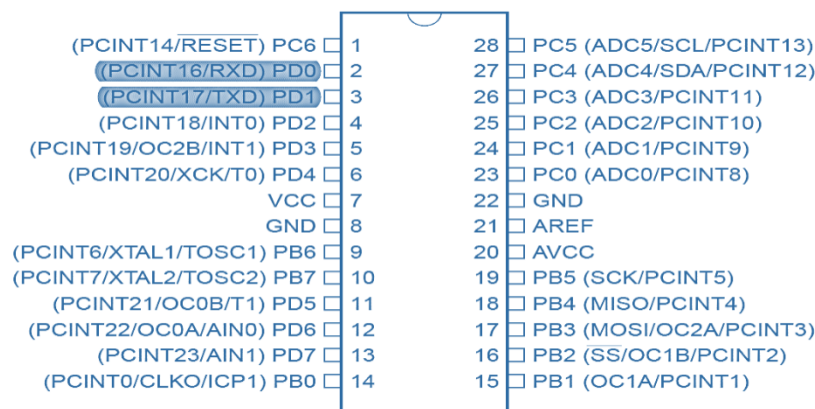 (PCINT14/RESET) PC6 1 28 PC5 (ADC5/SCL/PCINT13)
(PCINT16/RXD) PD0 2 27 PC4 (ADC4/SDA/PCINT12)
(PCINT17/TXD) PD1 3 26 PC3 (ADC3/PCINT11)
(PCINT18/INT0) PD2 4 25 PC2 (ADC2/PCINT10)
(PCINT19/OC2B/INT1) PD3 5 24 PC1 (ADC1/PCINT9)
(PCINT20/XCK/T0) PD4 6 23 PC0 (ADC0/PCINT8)
VCC 7 22 GND
GND 8 21 AREF
(PCINT6/XTAL1/TOSC1) PB6 9 20 AVCC
(PCINT7/XTAL2/TOSC2) PB7 10 19 PB5 (SCK/PCINT5)
(PCINT21/OC0B/T1) PD5 11 18 PB4 (MISO/PCINT4)
(PCINT22/OC0A/AIN0) PD6 12 17 PB3 (MOSI/OC2A/PCINT3)
(PCINT23/AIN1) PD7 13 16 PB2 (SS/OC1B/PCINT2)
(PCINT0/CLKO/ICP1) PB0 14 15 PB1 (OC1A/PCINT1)